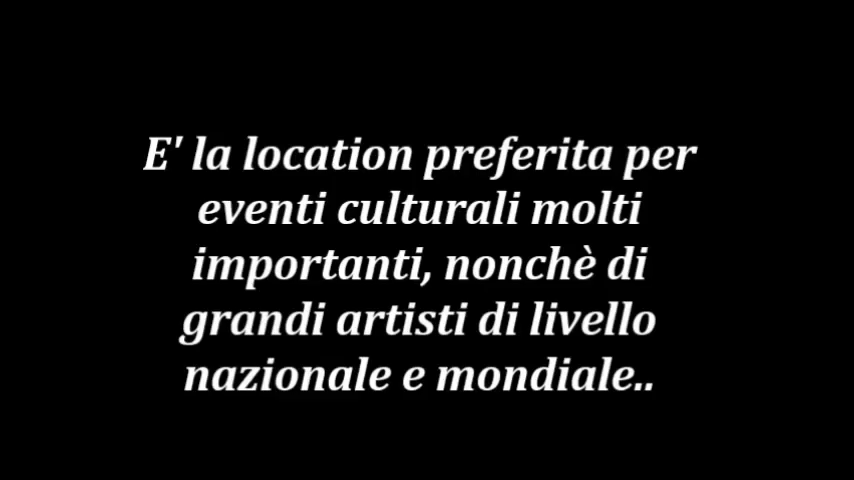 E' la location preferita per
eventi culturali molti
importanti, nonchè di
grandi artisti di livello
nazionale e mondiale..